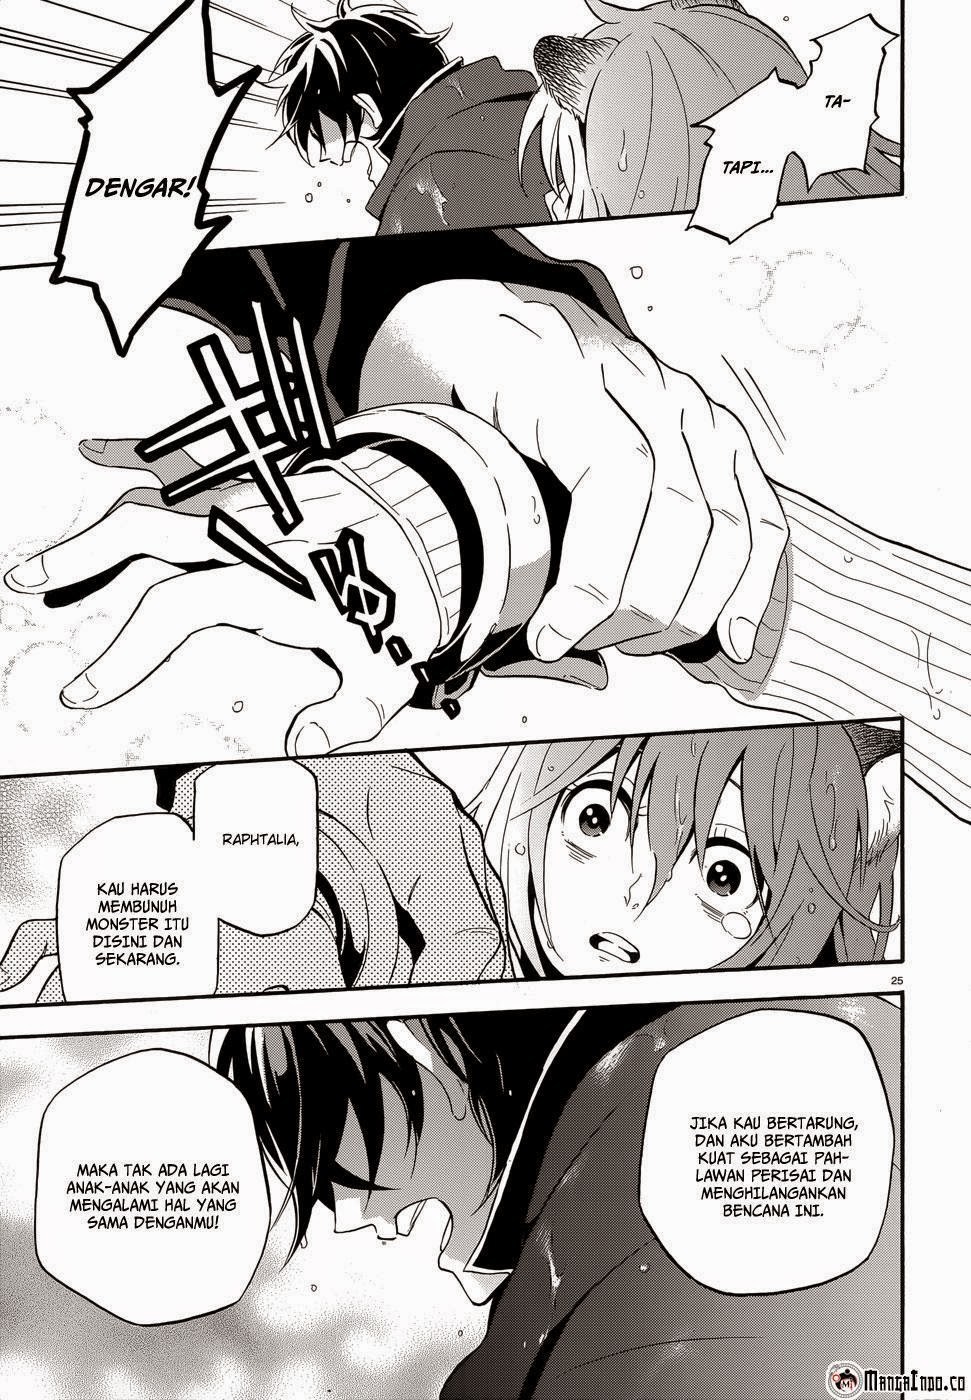 TA-
TAPI...
DENGAR!
ギュ..
RAPHTALIA,
KAU HARUS
MEMBUNUH
MONSTER ITU
DISINI DAN
SEKARANG.
25
JIKA KAU BERTARUNG,
DAN AKU BERTAMBAH
KUAT SEBAGAI PAH-
LAWAN PERISAI DAN
MENGHILANGANKAN
BENCANA INI.
MAKA TAK ADA LAGI
ANAK-ANAK YANG AKAN
MENGALAMI HAL YANG
SAMA DENGANMU!
MANGAINDO.CO